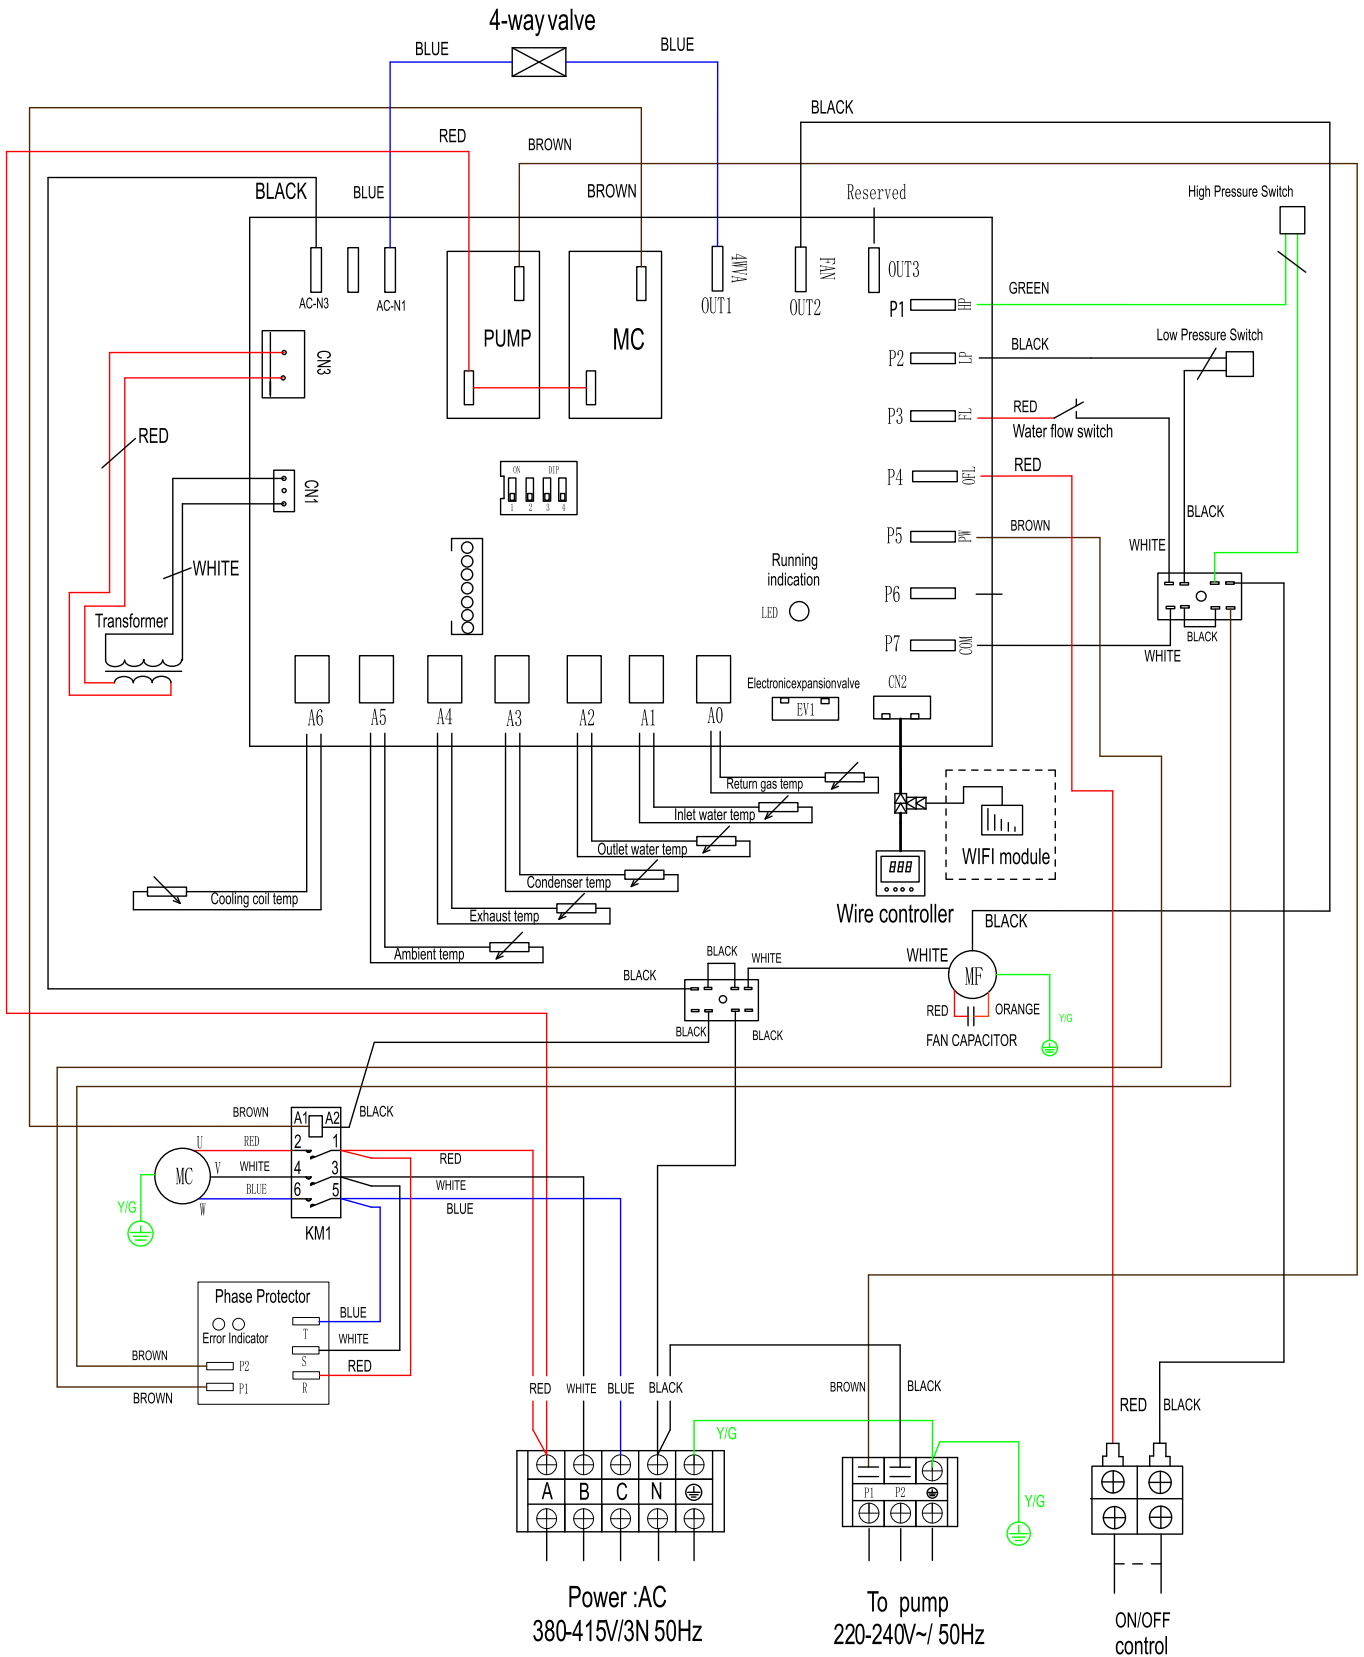 4-way valve
BLUE
BLUE
BLACK
RED
BROWN
BLACK
BLUE
BROWN
Reserved
High Pressure Switch
AC-N3
AC-N1
4WVA
OUT1
FAN
OUT2
OUT3
P1
HP
GREEN
PUMP
MC
CN3
P2
LP
BLACK
Low Pressure Switch
P3
FL
RED
Water flow switch
RED
P4
OFL
RED
ON DIP
1 2 3 4
CN1
BLACK
P5
PW
BROWN
WHITE
WHITE
Running
indication
LED
P6
Transformer
P7
COM
BLACK
WHITE
Electronicexpansionvalve
EV1
CN2
A6
A5
A4
A3
A2
A1
A0
Return gas temp
Inlet water temp
Outlet water temp
Condenser temp
Exhaust temp
Ambient temp
Cooling coil temp
888
WIFI module
Wire controller
BLACK
BLACK
WHITE
WHITE
BLACK
MF
RED
ORANGE
FAN CAPACITOR
Y/G
BLACK
BLACK
BROWN
A1 A2
BLACK
U
RED
2 1
RED
MC
V
WHITE
4 3
WHITE
W
BLUE
6 5
BLUE
Y/G
KM1
Phase Protector
Error Indicator
T
BLUE
S
WHITE
R
RED
BROWN
P2
BROWN
P1
RED
WHITE
BLUE
BLACK
BROWN
BLACK
RED
BLACK
Y/G
A B C N
P1 P2
Y/G
Power :AC
380-415V/3N 50Hz
To pump
220-240V~/ 50Hz
ON/OFF
control